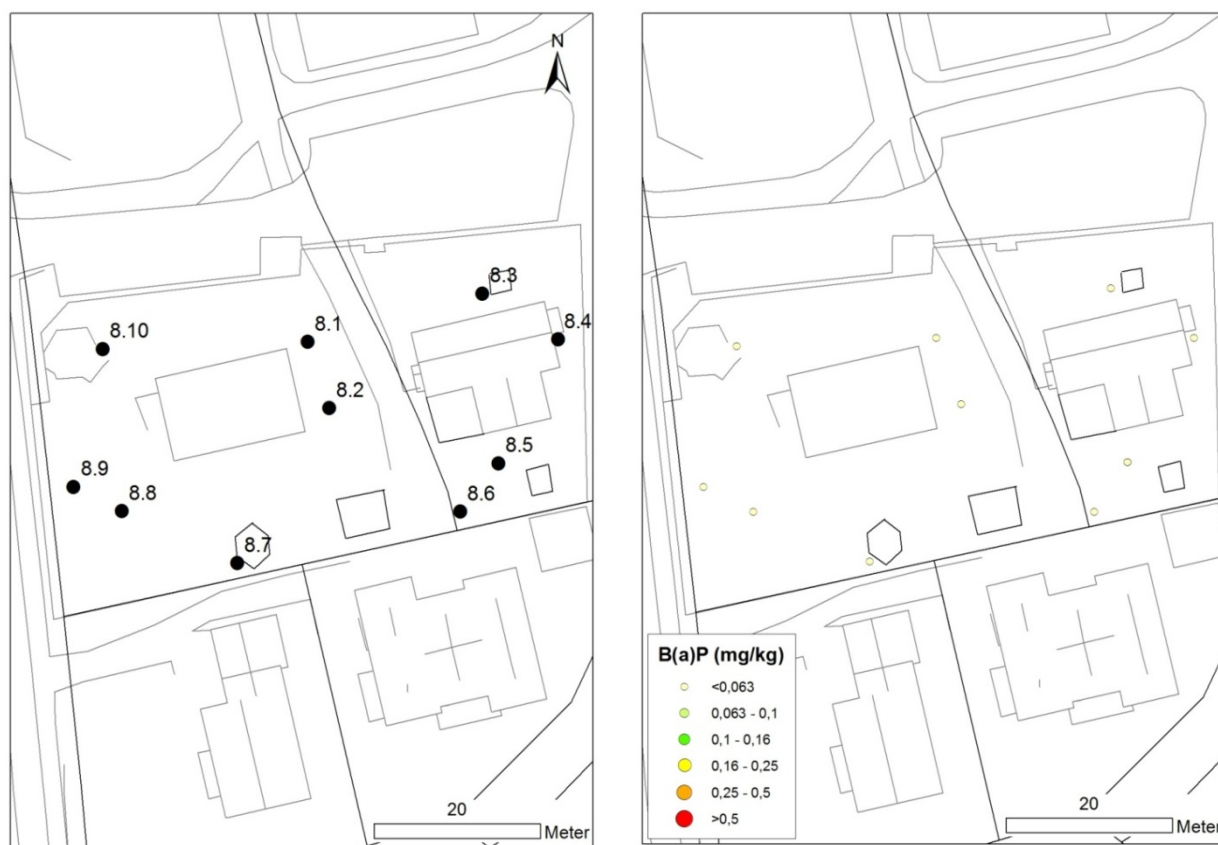 N
8.3
8.1
8.4
8.10
8.2
8.5
8.9
8.8
8.6
8.7
20
Meter
B(a)P (mg/kg)
<0,063
0,063 - 0,1
0,1 - 0,16
0,16 - 0,25
0,25 - 0,5
>0,5
20
Meter